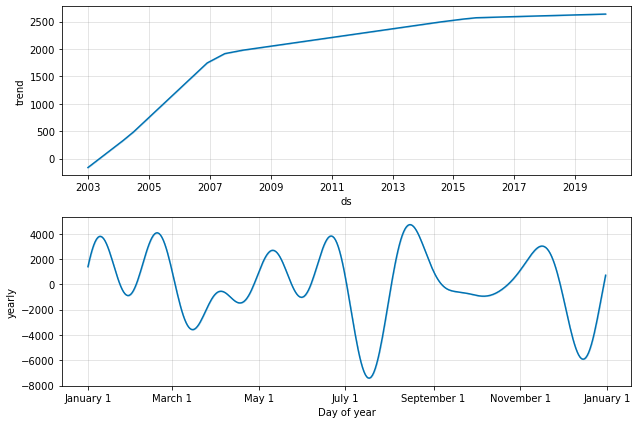 2500
2000
1500
1000
500
0
trend
2003 2005 2007 2009 2011 2013 2015 2017 2019
ds
4000
2000
0
−2000
−4000
−6000
−8000
yearly
January 1 March 1 May 1 July 1 September 1 November 1 January 1
Day of year